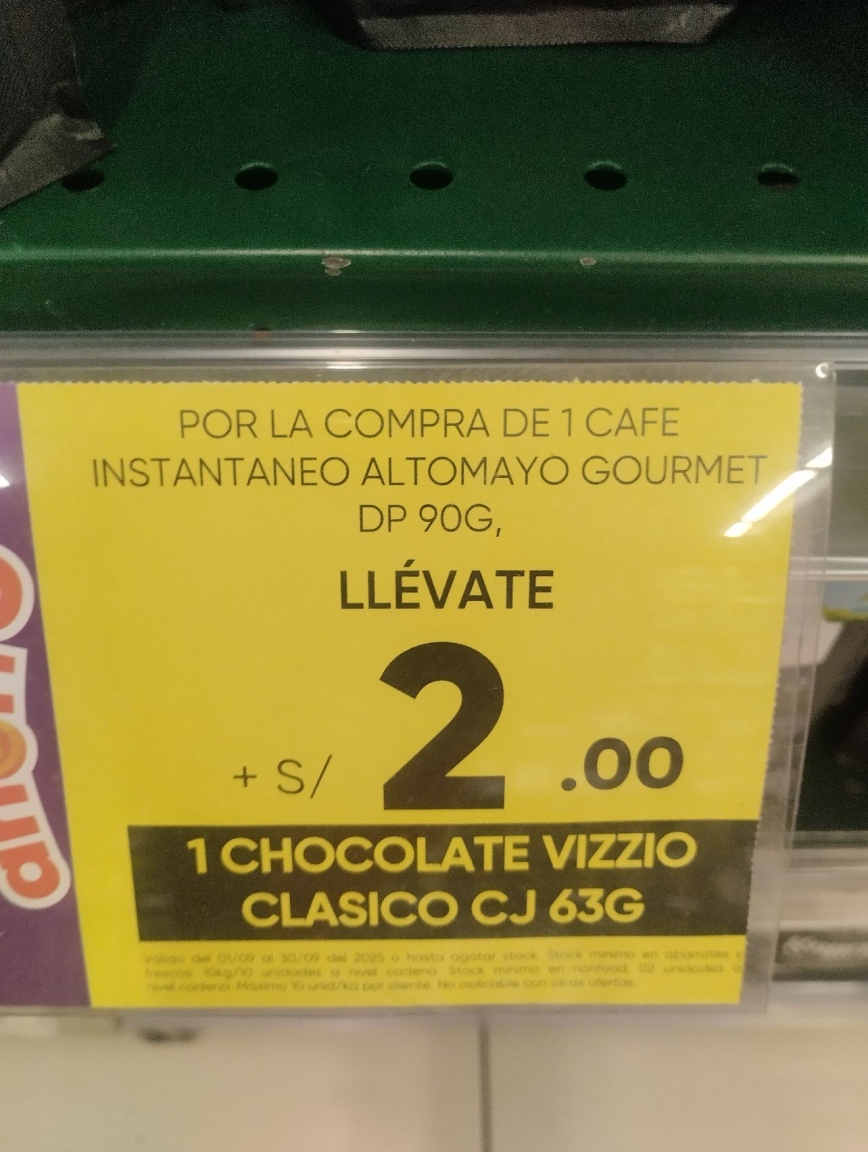 POR LA COMPRA DE 1 CAFE
INSTANTANEO ALTOMAYO GOURMET
DP 90G,
LLÉVATE
+ S/ 2.00
1 CHOCOLATE VIZZIO
CLASICO CJ 63G
Válida del 01/09 al 30/09 del 2025 o hasta agotar stock. Stock mínimo en abarrotes y
frescos: 10kg/10 unidades a nivel cadena. Stock mínimo en nonfood: 02 unidades a
nivel cadena. Máximo 10 unid/kg por cliente. No aplicable con otras ofertas.